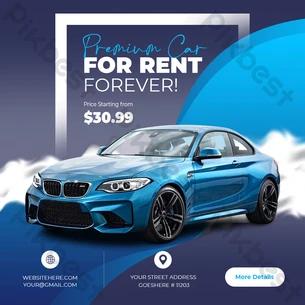 Premium Car
FOR RENT
FOREVER!
Price Starting from
$30.99
WEBSITEHERE.COM
YOUR@GMAIL.COM
YOUR STREET ADDRESS
GOESHERE # 11203
More Details